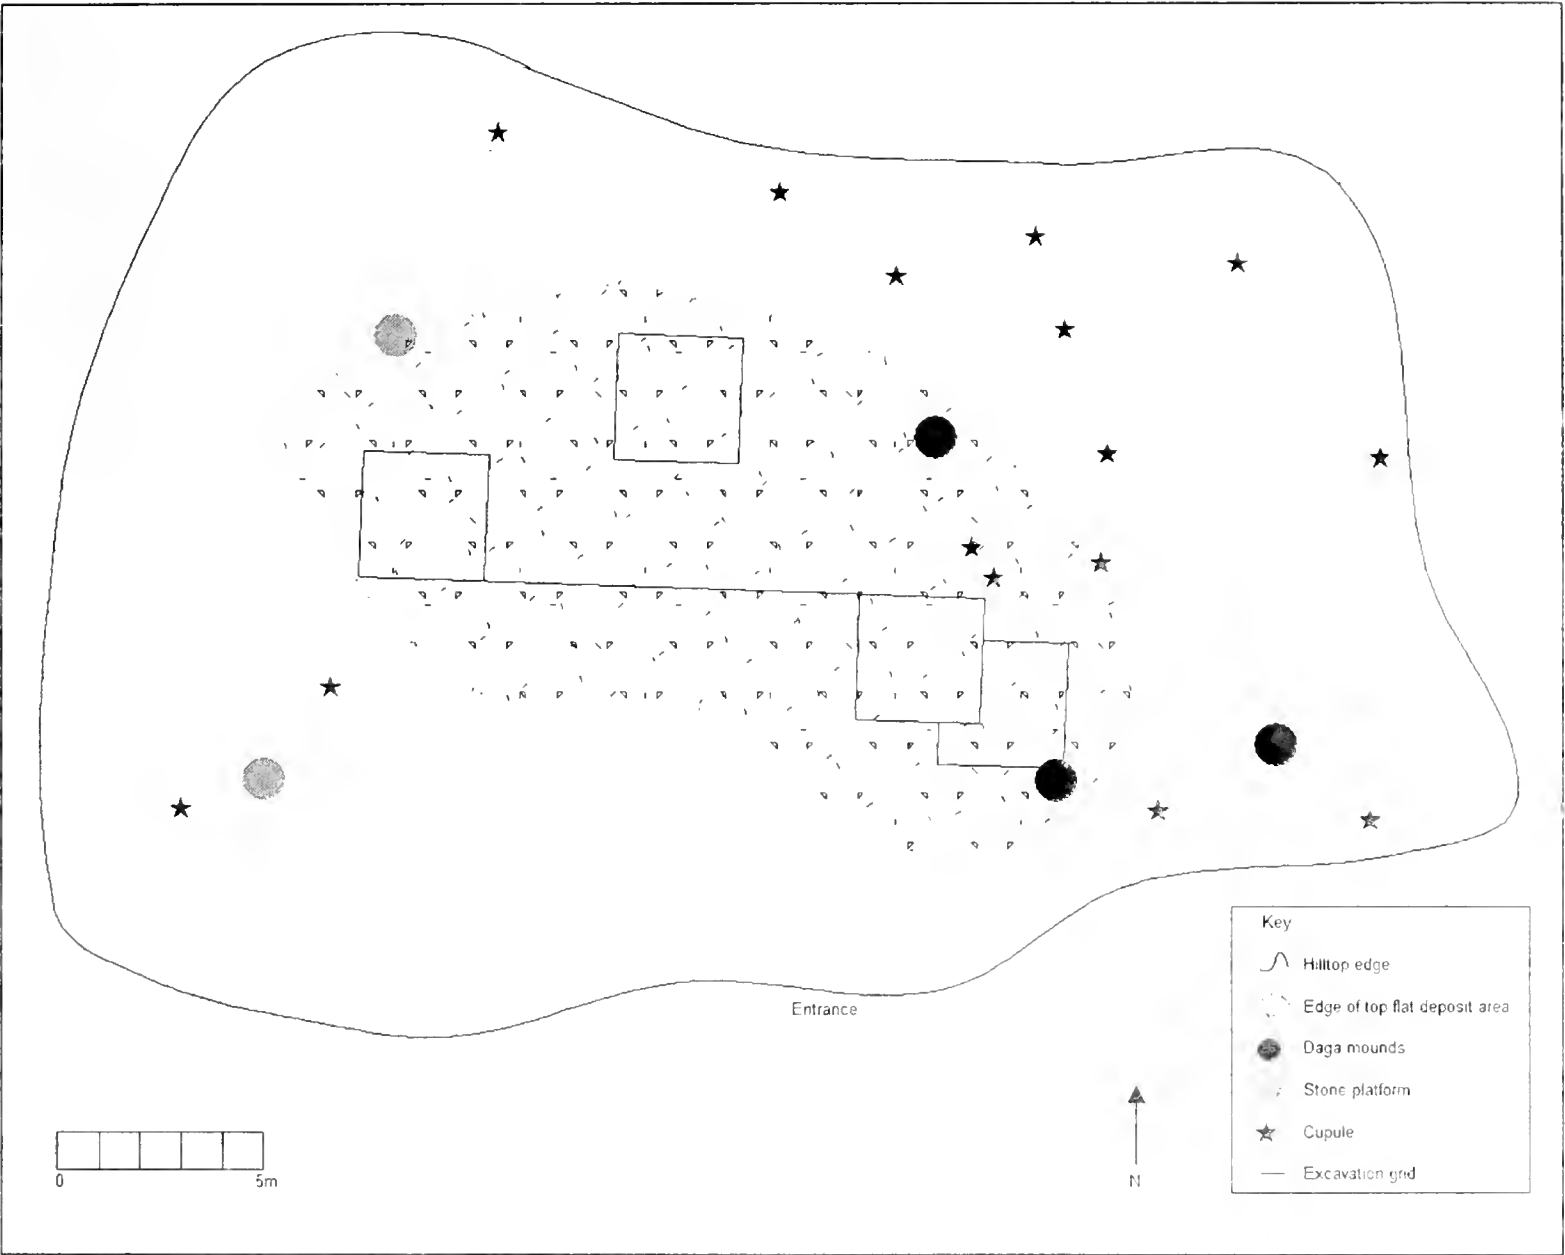 Entrance
Key
Hilltop edge
Edge of top flat deposit area
Daga mounds
Stone platform
Cupule
Excavation grid
0 5m
N